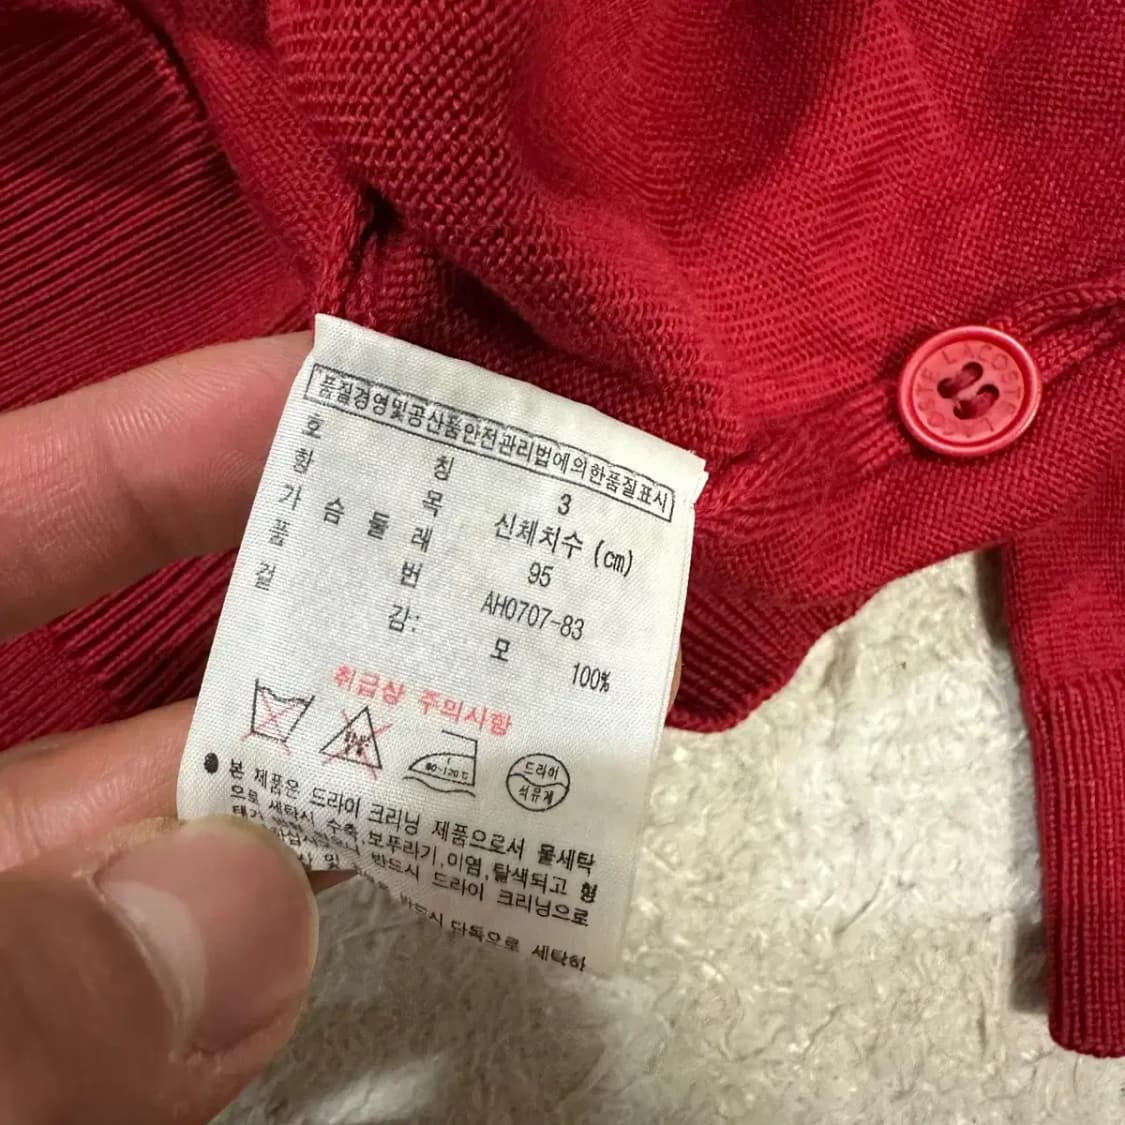 품질경영및공산품안전관리법에의한품질표시
호 칭 3
항 목 신체치수 (cm)
가 슴 둘 레 95
품 번 AH0707-83
겉 감: 모 100%
취급상 주의사항
80-120℃
드라이
석유계
● 본 제품은 드라이 크리닝 제품으로서 물세탁
으로 세탁시 수축,보푸라기,이염,탈색되고 형
반드시 드라이 크리닝으로
단독으로 세탁하